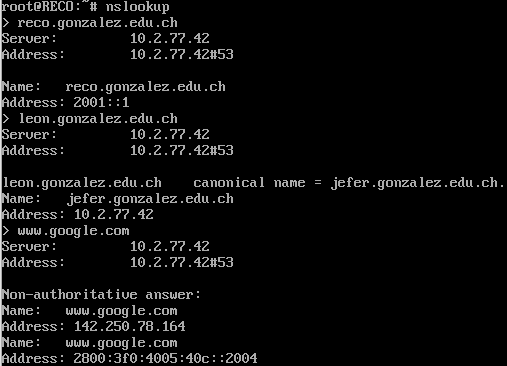 root@RECO:~# nslookup
> reco.gonzalez.edu.ch
Server:         10.2.77.42
Address:        10.2.77.42#53

Name:   reco.gonzalez.edu.ch
Address: 2001::1
> leon.gonzalez.edu.ch
Server:         10.2.77.42
Address:        10.2.77.42#53

leon.gonzalez.edu.ch    canonical name = jefer.gonzalez.edu.ch.
Name:   jefer.gonzalez.edu.ch
Address: 10.2.77.42
> www.google.com
Server:         10.2.77.42
Address:        10.2.77.42#53

Non-authoritative answer:
Name:   www.google.com
Address: 142.250.78.164
Name:   www.google.com
Address: 2800:3f0:4005:40c::2004